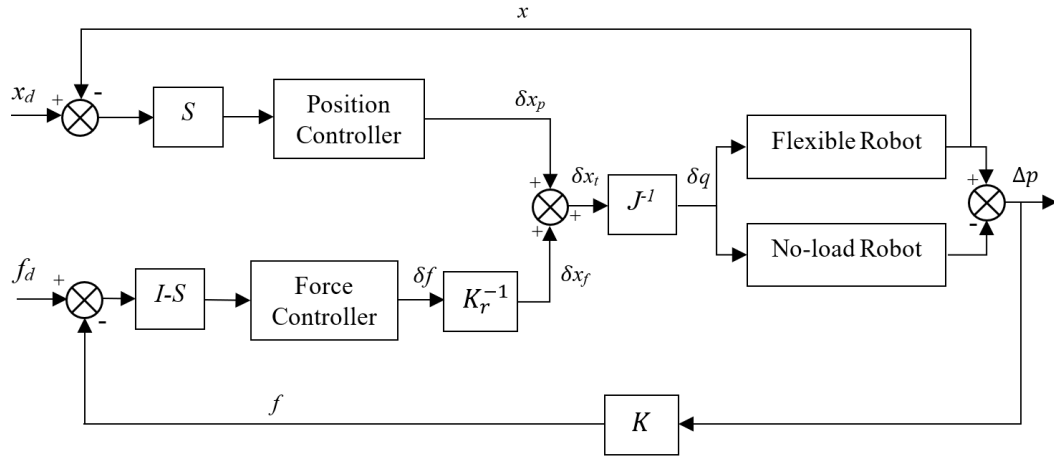 x
x_d
+
-
S
Position
Controller
δx_p
+
+
+
δx_t
J^{-1}
δq
Flexible Robot
No-load Robot
+
-
Δp
f_d
+
-
I-S
Force
Controller
δf
K_r^{-1}
δx_f
f
K